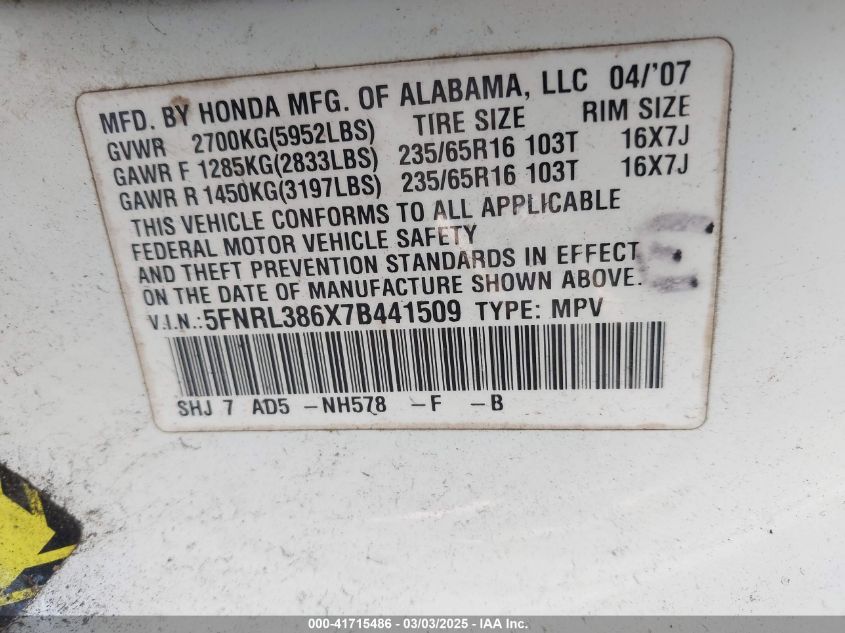 MFD. BY HONDA MFG. OF ALABAMA, LLC 04/'07
GVWR 2700KG(5952LBS) TIRE SIZE RIM SIZE
GAWR F 1285KG(2833LBS) 235/65R16 103T 16X7J
GAWR R 1450KG(3197LBS) 235/65R16 103T 16X7J
THIS VEHICLE CONFORMS TO ALL APPLICABLE
FEDERAL MOTOR VEHICLE SAFETY
AND THEFT PREVENTION STANDARDS IN EFFECT
ON THE DATE OF MANUFACTURE SHOWN ABOVE.
V.I.N.:5FNRL386X7B441509 TYPE: MPV
SHJ 7 AD5 -NH578 -F -B
000-41715486 - 03/03/2025 - IAA Inc.